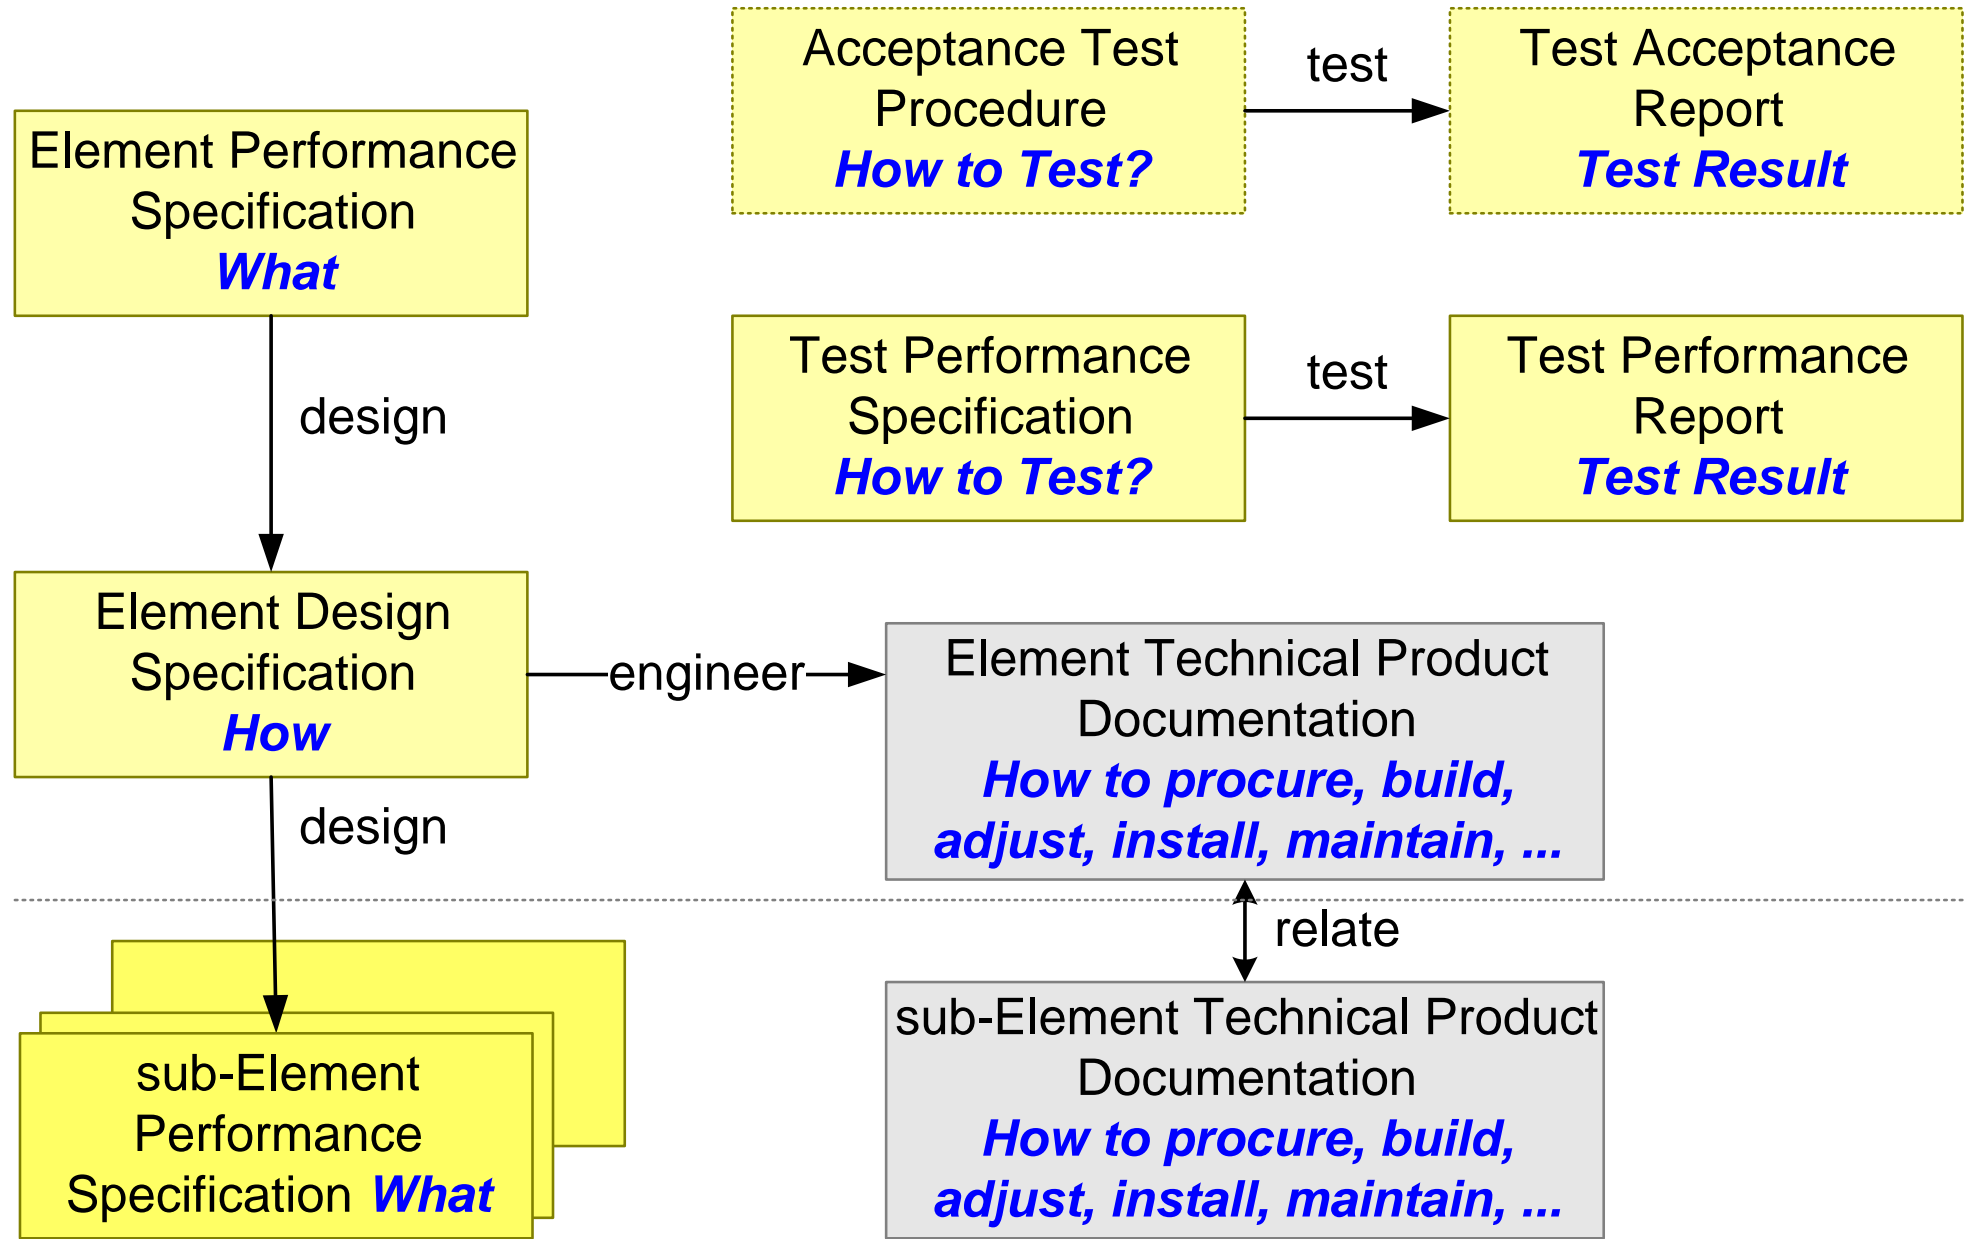 Acceptance Test
Procedure
How to Test?
test
Test Acceptance
Report
Test Result
Element Performance
Specification
What
Test Performance
Specification
How to Test?
test
Test Performance
Report
Test Result
design
Element Design
Specification
How
engineer
Element Technical Product
Documentation
How to procure, build,
adjust, install, maintain, ...
design
relate
sub-Element
Performance
Specification What
sub-Element Technical Product
Documentation
How to procure, build,
adjust, install, maintain, ...